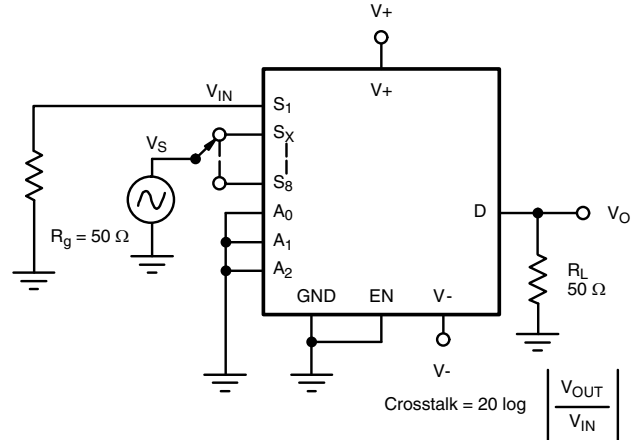 V+
V+
VIN
S1
VS
SX
S8
Rg = 50 Ω
A0
A1
A2
D
VO
RL
50 Ω
GND EN V-
V-
Crosstalk = 20 log
VOUT
VIN